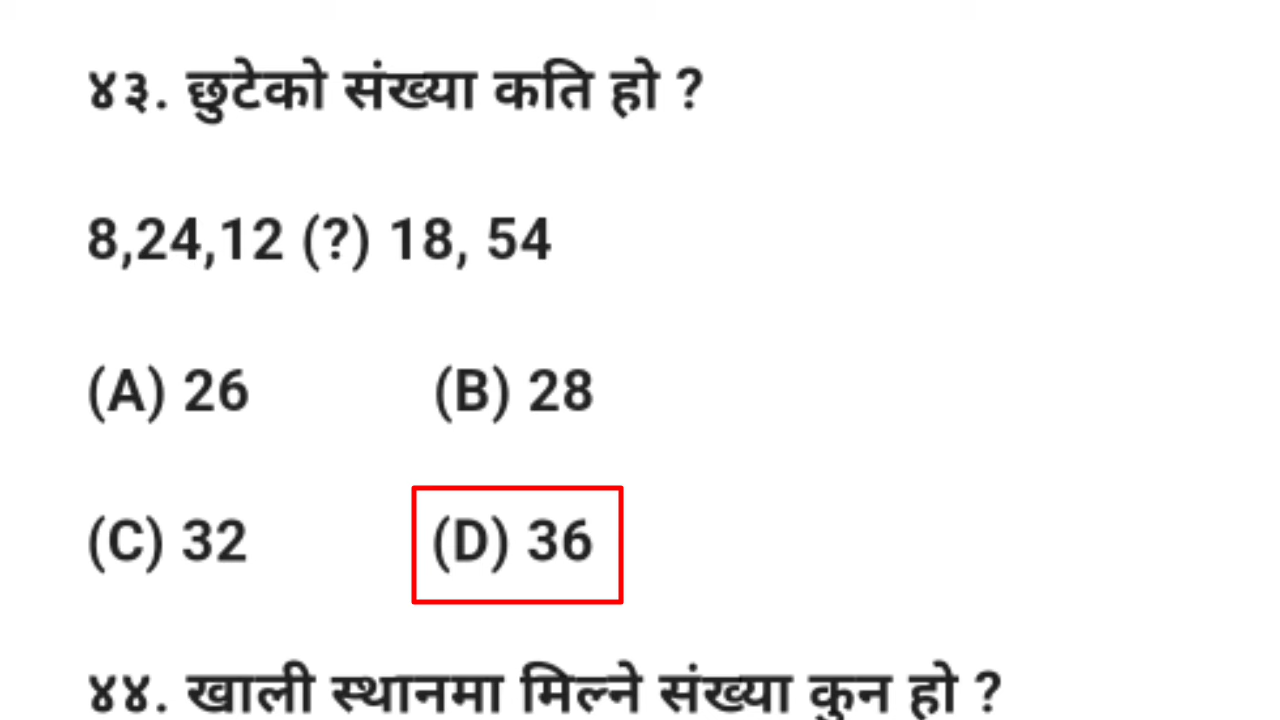 ४३. छुटेको संख्या कति हो ?
8,24,12 (?) 18, 54
(A) 26 (B) 28
(C) 32 (D) 36
४४. खाली स्थानमा मिल्ने संख्या कुन हो ?